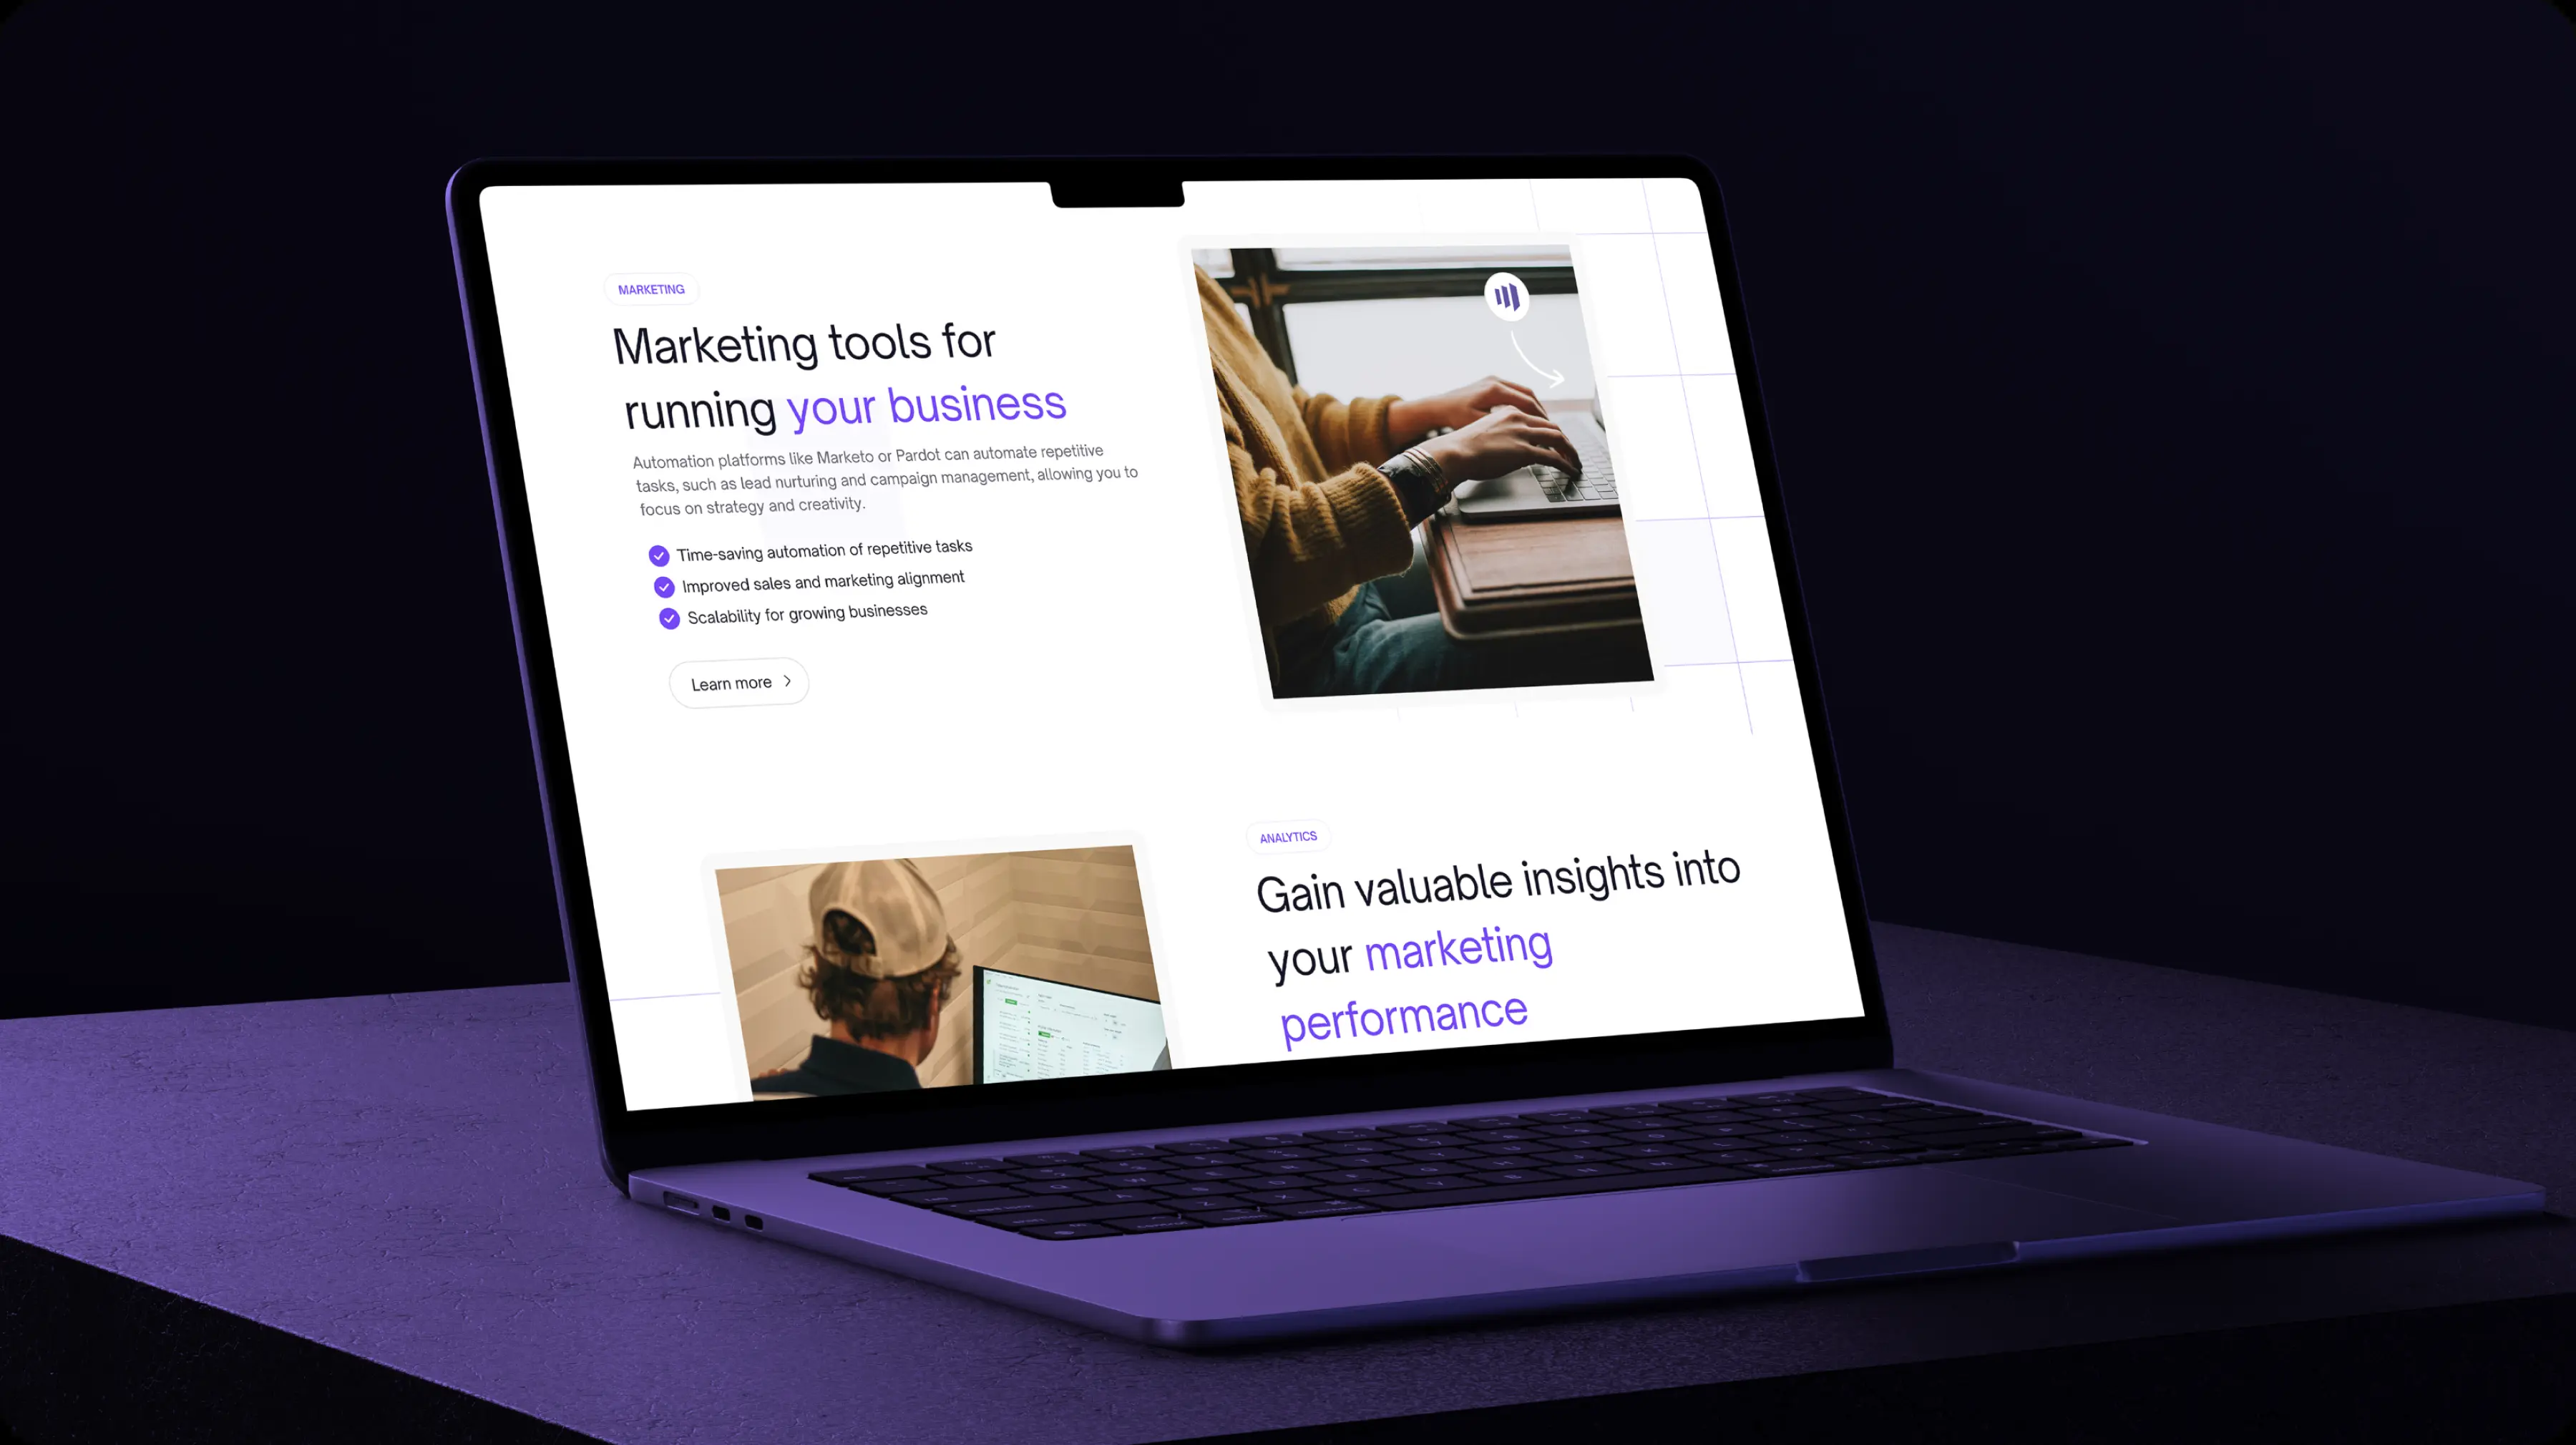 MARKETING
Marketing tools for
running your business
Automation platforms like Marketo or Pardot can automate repetitive
tasks, such as lead nurturing and campaign management, allowing you to
focus on strategy and creativity.
Time-saving automation of repetitive tasks
Improved sales and marketing alignment
Scalability for growing businesses
Learn more
ANALYTICS
Gain valuable insights into
your marketing
performance